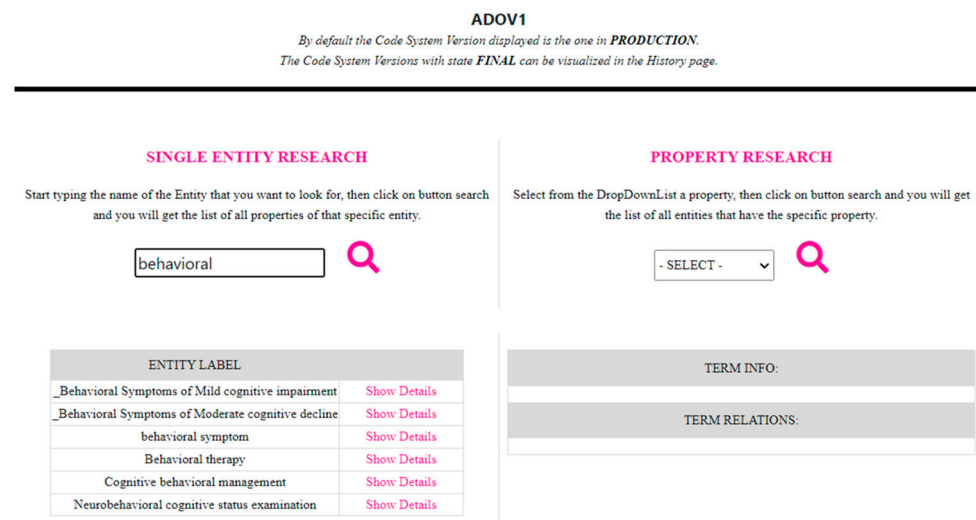 ADOV1
By default the Code System Version displayed is the one in PRODUCTION.
The Code System Versions with state FINAL can be visualized in the History page.
SINGLE ENTITY RESEARCH
Start typing the name of the Entity that you want to look for, then click on button search
and you will get the list of all properties of that specific entity.
behavioral
PROPERTY RESEARCH
Select from the DropDownList a property, then click on button search and you will get
the list of all entities that have the specific property.
- SELECT -
ENTITY LABEL
_Behavioral Symptoms of Mild cognitive impairment Show Details
_Behavioral Symptoms of Moderate cognitive decline Show Details
behavioral symptom Show Details
Behavioral therapy Show Details
Cognitive behavioral management Show Details
Neurobehavioral cognitive status examination Show Details
TERM INFO:
TERM RELATIONS: